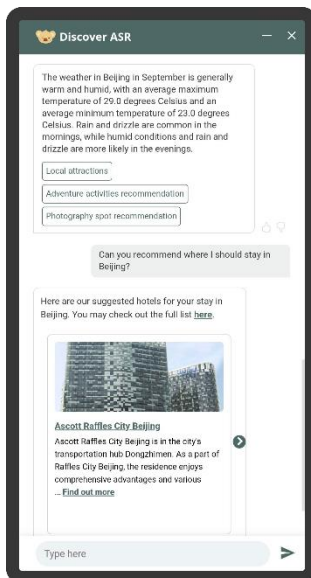 Discover ASR
The weather in Beijing in September is generally
warm and humid, with an average maximum
temperature of 29.0 degrees Celsius and an
average minimum temperature of 23.0 degrees
Celsius. Rain and drizzle are common in the
mornings, while humid conditions and rain and
drizzle are more likely in the evenings.
Local attractions
Adventure activities recommendation
Photography spot recommendation
Can you recommend where I should stay in
Beijing?
Here are our suggested hotels for your stay in
Beijing. You may check out the full list here.
Ascott Raffles City Beijing
Ascott Raffles City Beijing is in the city's
transportation hub Dongzhimen. As a part of
Raffles City Beijing, the residence enjoys
comprehensive advantages and various
... Find out more
Type here